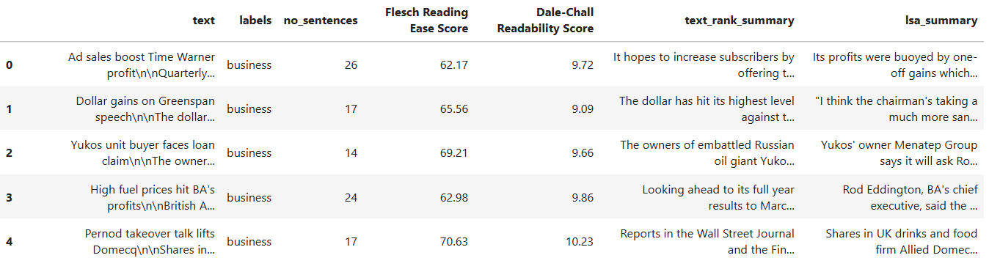 text labels no_sentences Flesch Reading Ease Score Dale-Chall Readability Score text_rank_summary lsa_summary
0 Ad sales boost Time Warner profit\n\nQuarterly... business 26 62.17 9.72 It hopes to increase subscribers by offering t... Its profits were buoyed by one-off gains which...
1 Dollar gains on Greenspan speech\n\nThe dollar... business 17 65.56 9.09 The dollar has hit its highest level against t... "I think the chairman's taking a much more san...
2 Yukos unit buyer faces loan claim\n\nThe owner... business 14 69.21 9.66 The owners of embattled Russian oil giant Yuko... Yukos' owner Menatep Group says it will ask Ro...
3 High fuel prices hit BA's profits\n\nBritish A... business 24 62.98 9.86 Looking ahead to its full year results to Marc... Rod Eddington, BA's chief executive, said the ...
4 Pernod takeover talk lifts Domecq\n\nShares in... business 17 70.63 10.23 Reports in the Wall Street Journal and the Fin... Shares in UK drinks and food firm Allied Domec...